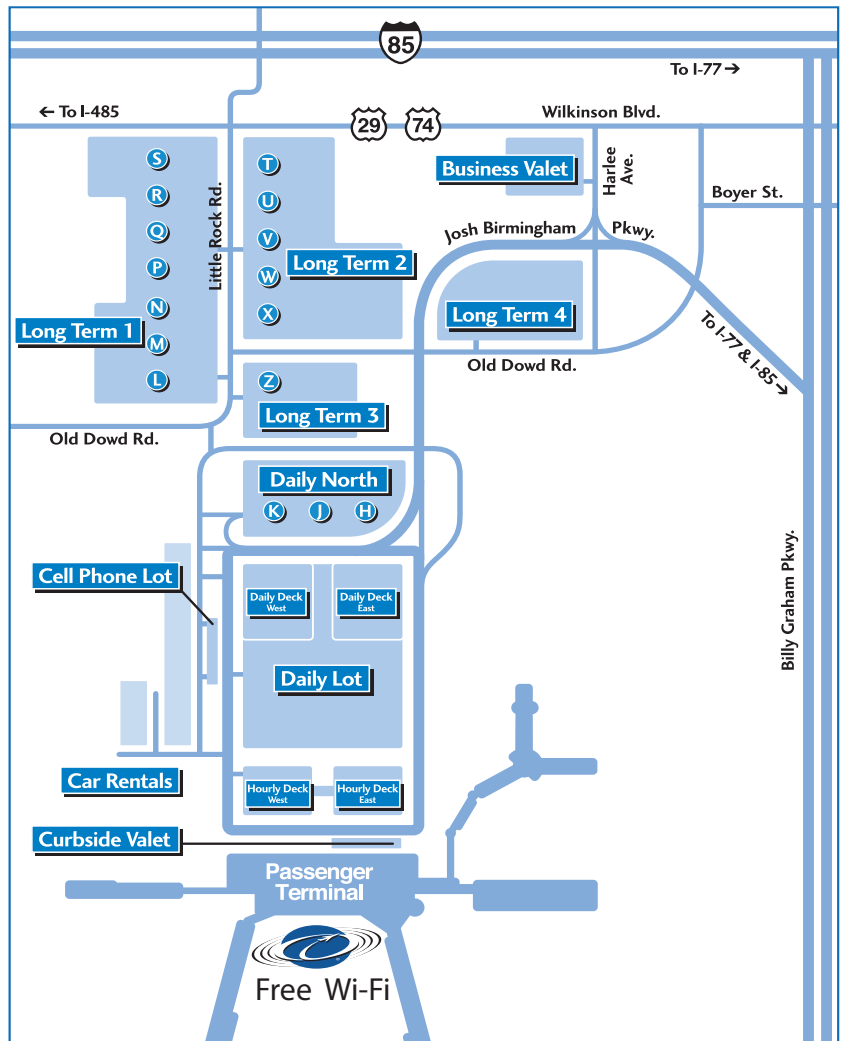 85
To I-77 →
← To I-485
29
74
Wilkinson Blvd.
S
R
Q
P
N
M
L
Long Term 1
Little Rock Rd.
T
U
V
W
X
Long Term 2
Business Valet
Harlee
Ave.
Boyer St.
Josh Birmingham
Pkwy.
Long Term 4
To I-77 & I-85 →
Old Dowd Rd.
Z
Long Term 3
Old Dowd Rd.
Daily North
K
J
H
Cell Phone Lot
Daily Deck
West
Daily Deck
East
Daily Lot
Billy Graham Pkwy.
Car Rentals
Hourly Deck
West
Hourly Deck
East
Curbside Valet
Passenger
Terminal
Free Wi-Fi